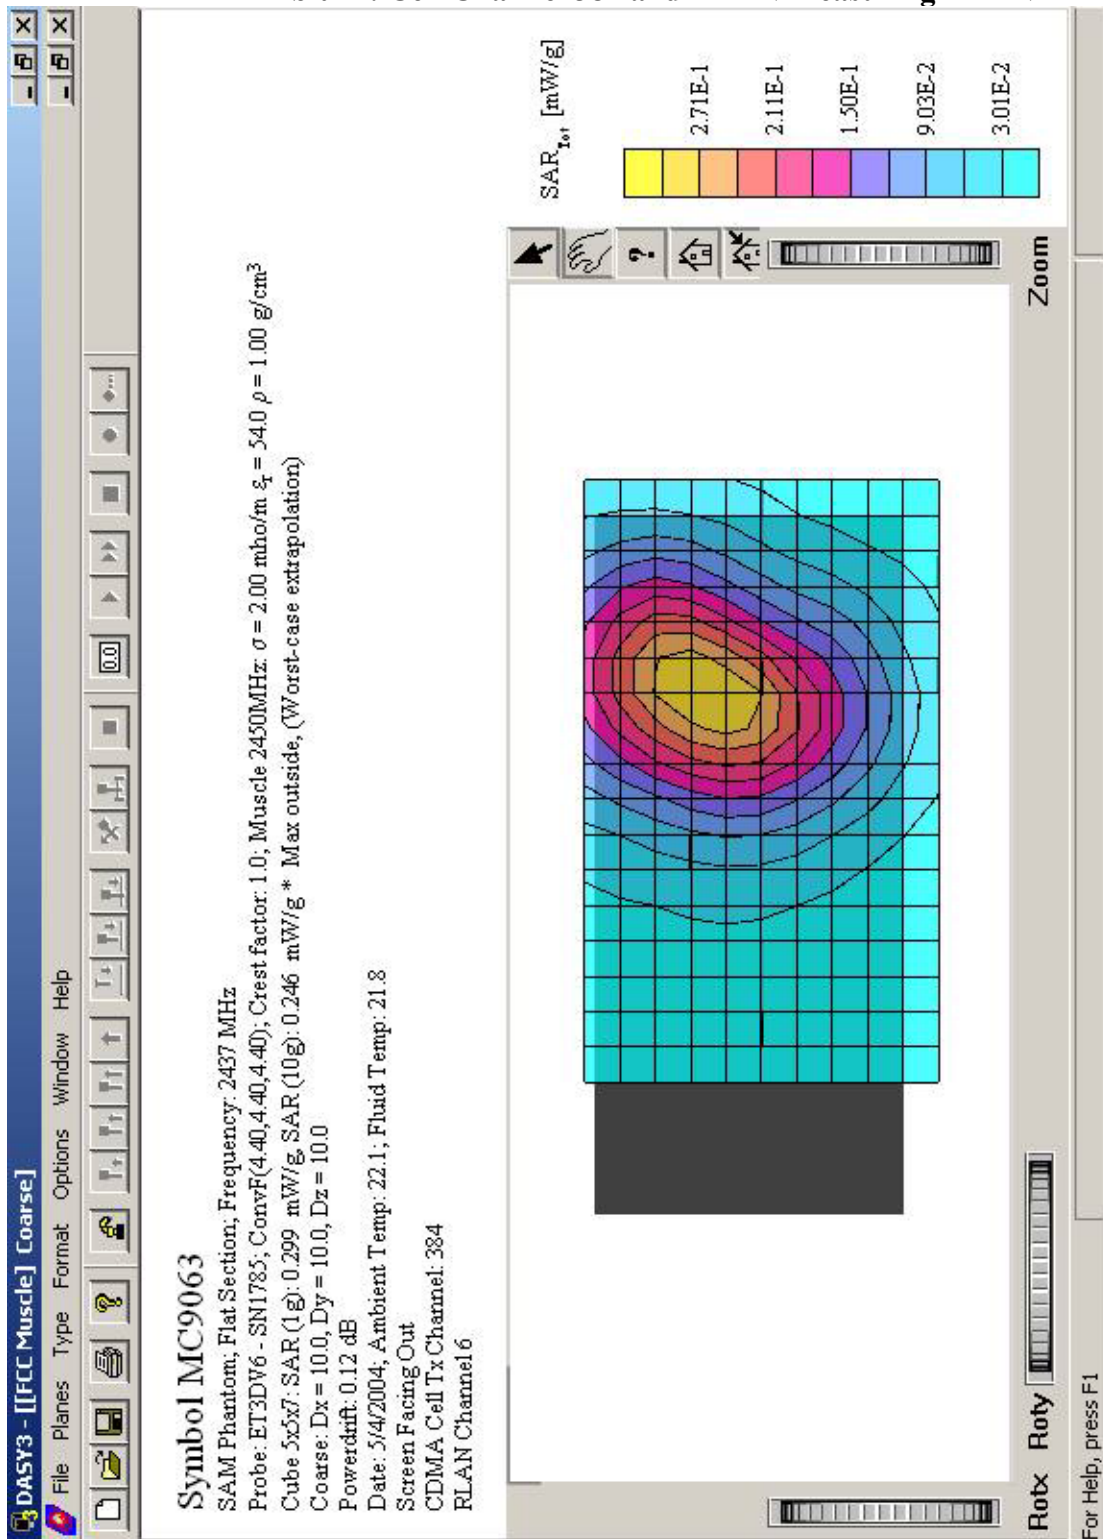 DASY3 - [[FCC Muscle] Coarse]
File Planes Type Format Options Window Help
0.0
Symbol MC9063
SAM Phantom; Flat Section; Frequency: 2437 MHz
Probe: ET3DV6 - SN1785; ConvF(4.40,4.40,4.40); Crest factor: 1.0; Muscle 2450MHz: σ = 2.00 mho/m εr = 54.0 ρ = 1.00 g/cm³
Cube 5x5x7: SAR (1g): 0.299 mW/g, SAR (10g): 0.246 mW/g * Max outside, (Worst-case extrapolation)
Coarse: Dx = 10.0, Dy = 10.0, Dz = 10.0
Powerdrift: 0.12 dB
Date: 5/4/2004; Ambient Temp: 22.1; Fluid Temp: 21.8
Screen Facing Out
CDMA Cell Tx Channel: 384
RLAN Channel 6
SAR Tot [mW/g]
2.71E-1
2.11E-1
1.50E-1
9.03E-2
3.01E-2
Rotx Roty Zoom
For Help, press F1